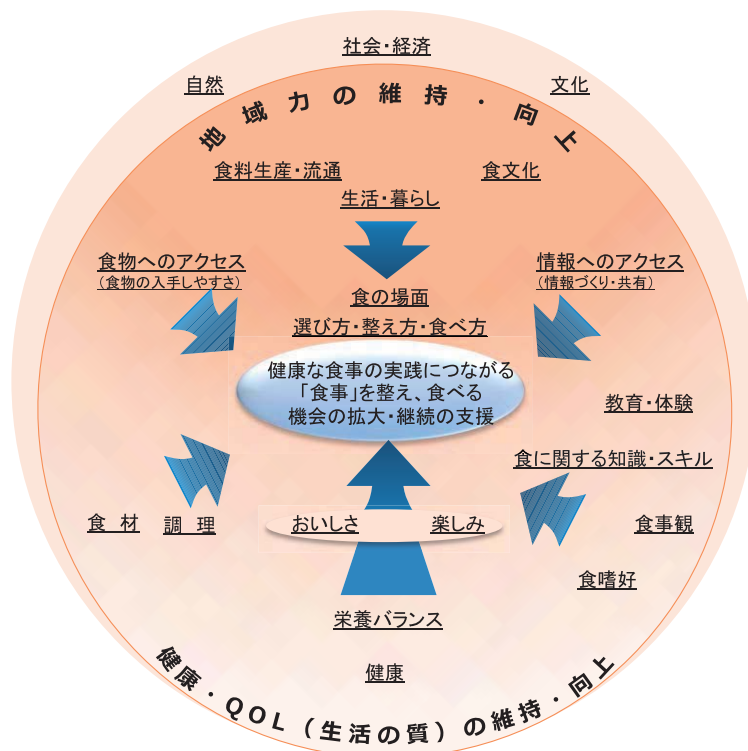 社会・経済
自然
文化
地域力の維持・向上
食料生産・流通
食文化
生活・暮らし
食物へのアクセス
（食物の入手しやすさ）
情報へのアクセス
（情報づくり・共有）
食の場面
選び方・整え方・食べ方
健康な食事の実践につながる
「食事」を整え、食べる
機会の拡大・継続の支援
教育・体験
食に関する知識・スキル
食 材
調 理
おいしさ
楽しみ
食事観
食嗜好
栄養バランス
健康
健康・QOL（生活の質）の維持・向上